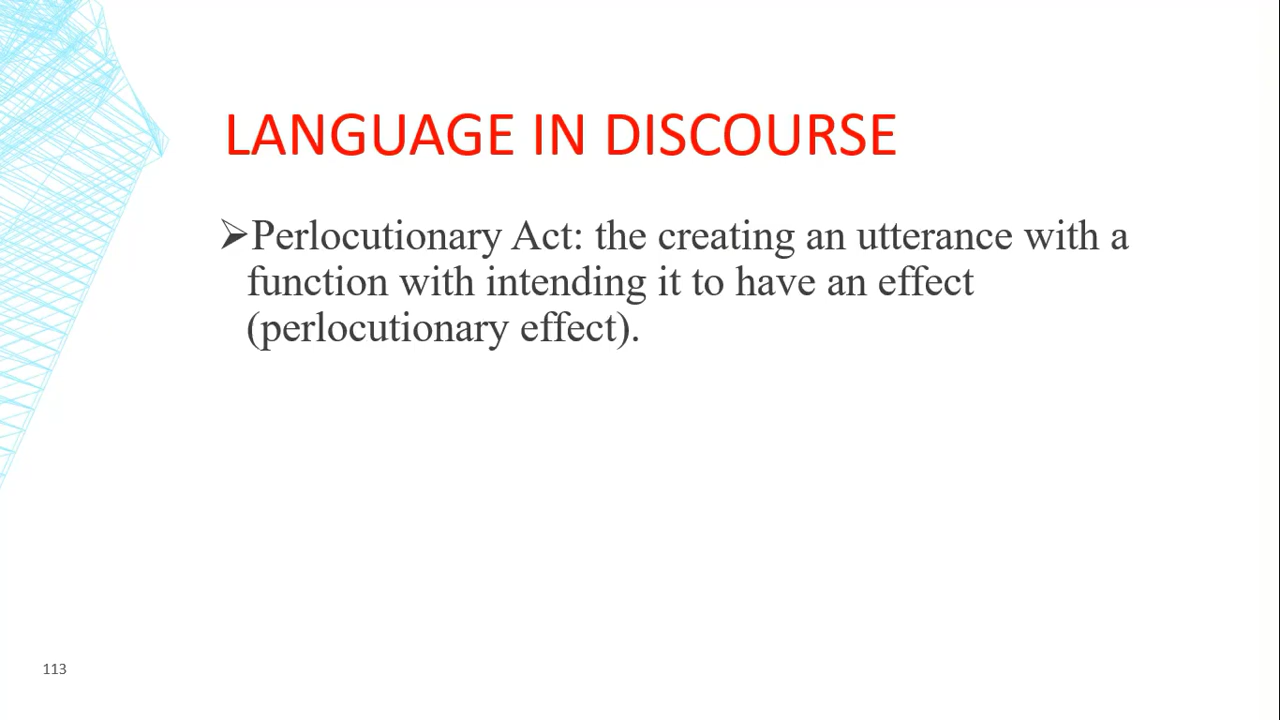 LANGUAGE IN DISCOURSE
➢Perlocutionary Act: the creating an utterance with a
function with intending it to have an effect
(perlocutionary effect).
113